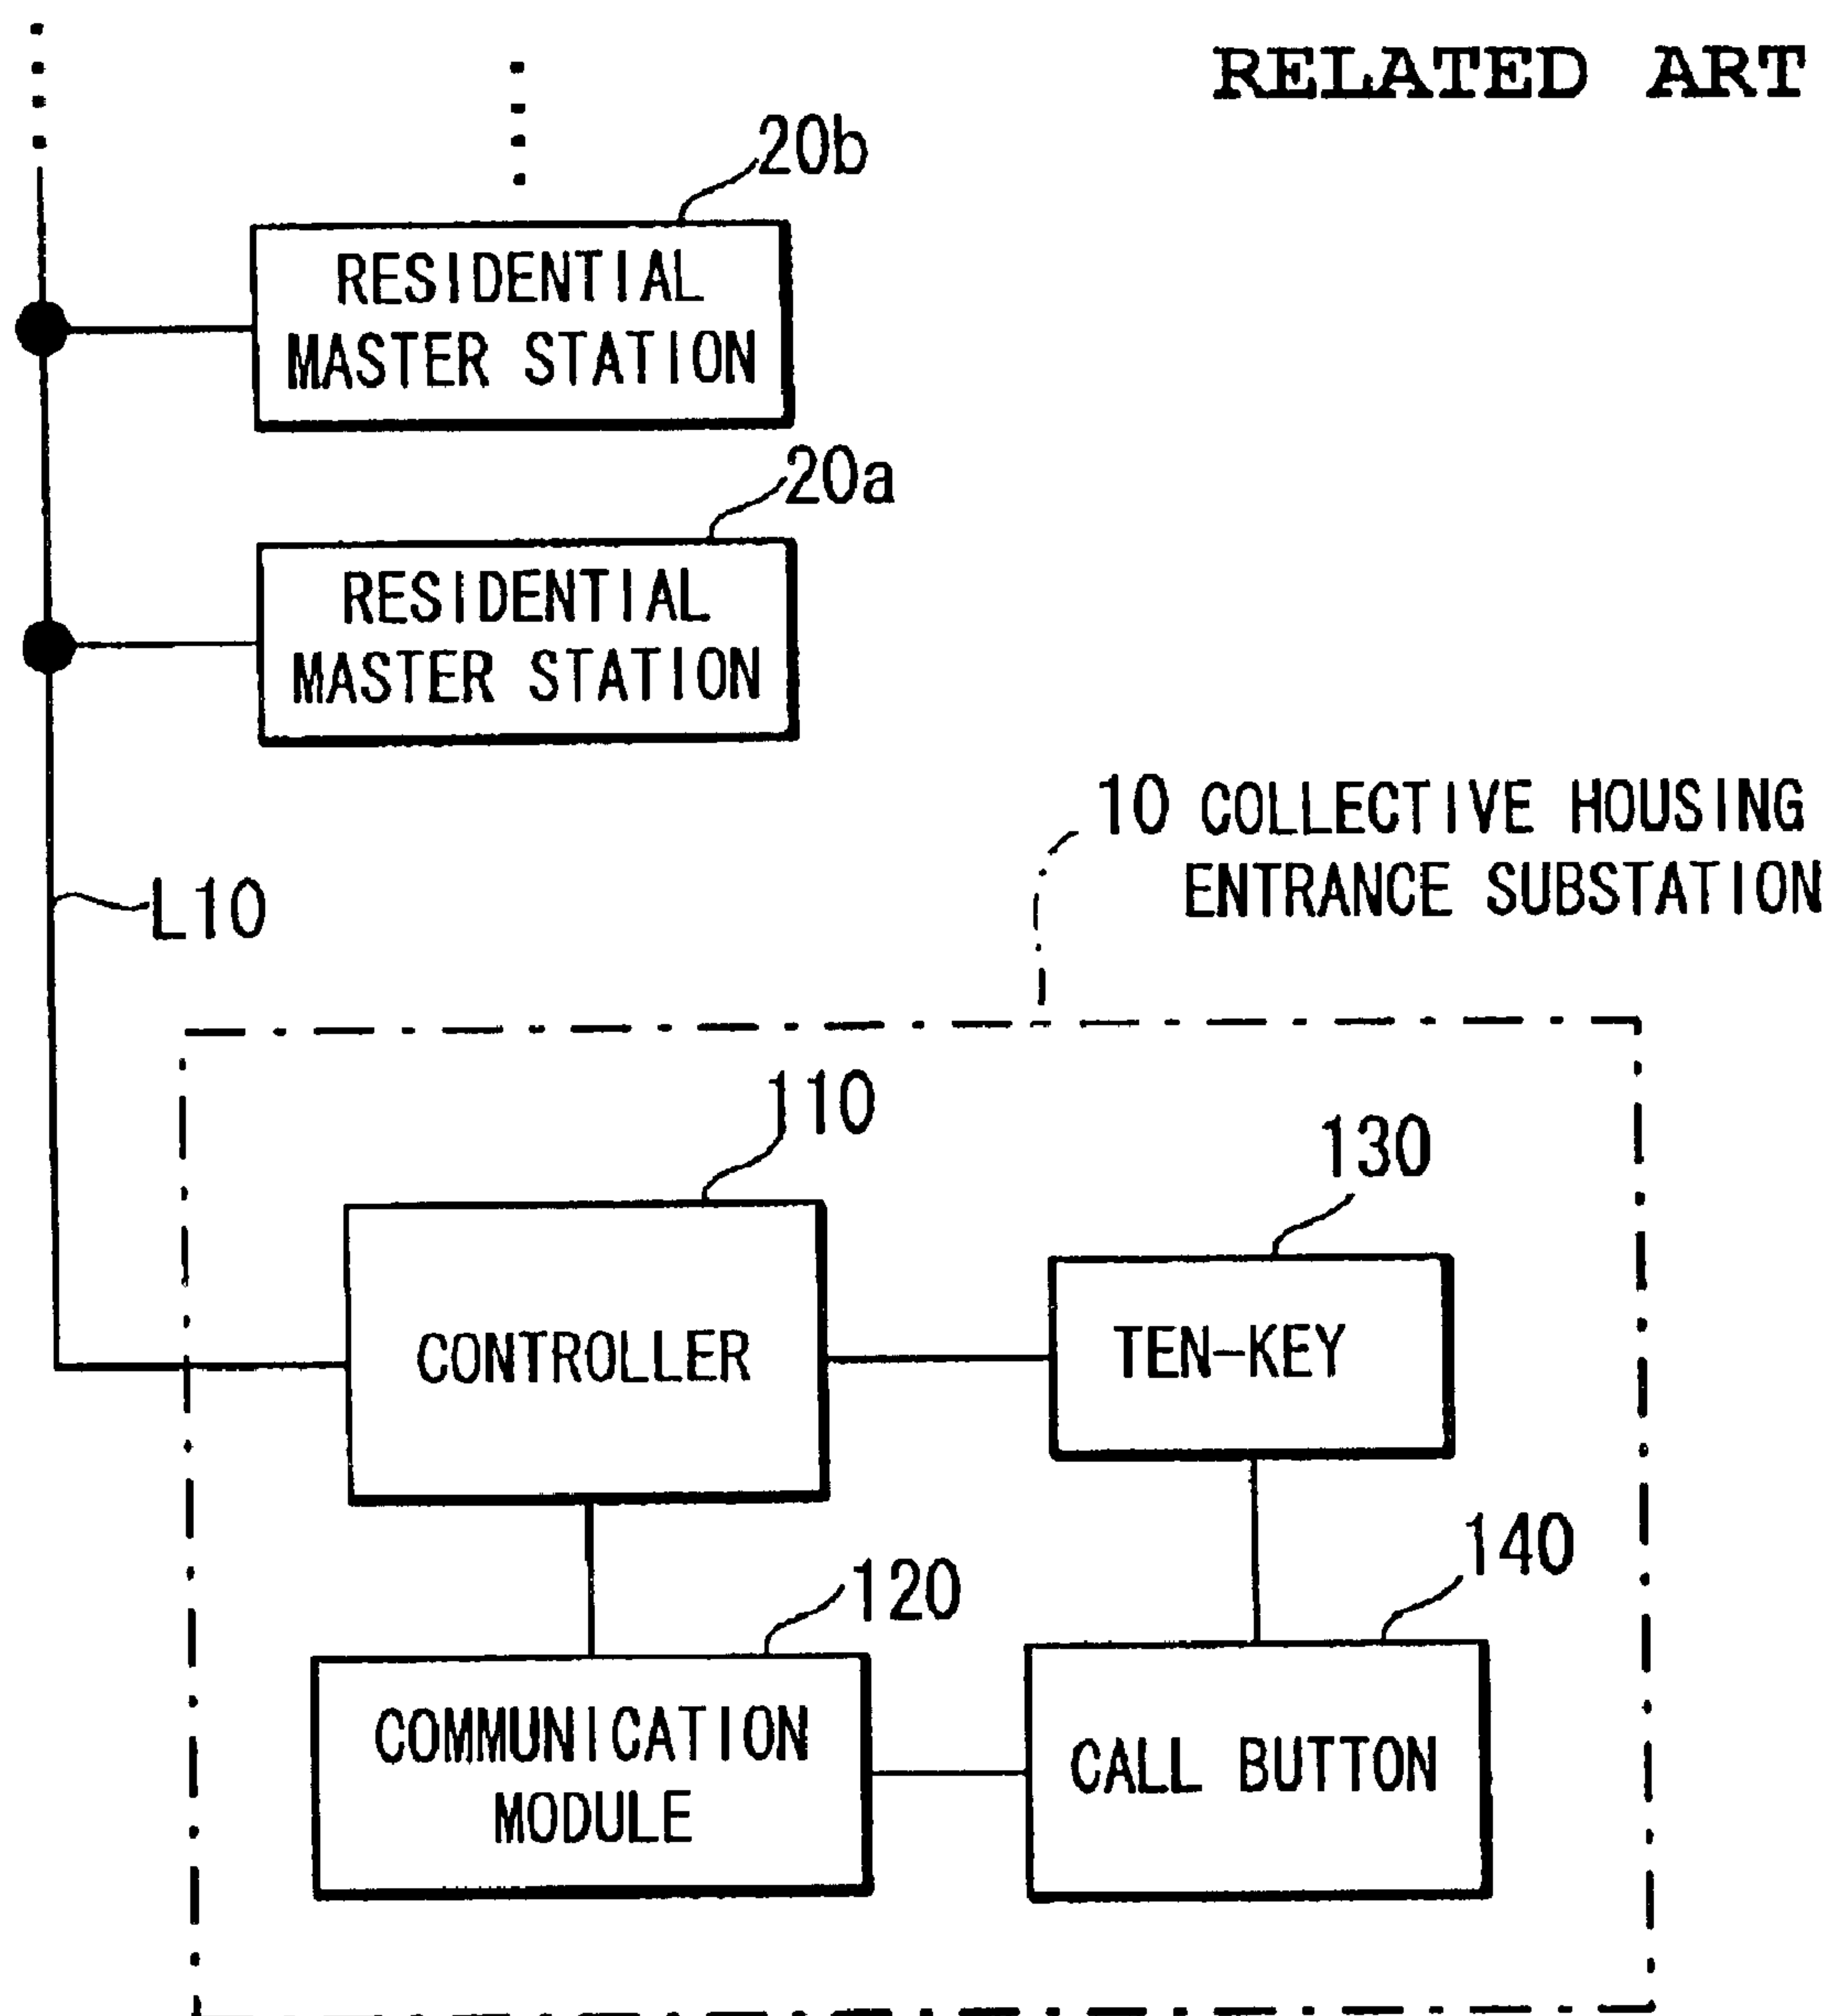 RELATED ART
20b
RESIDENTIAL
MASTER STATION
20a
RESIDENTIAL
MASTER STATION
10 COLLECTIVE HOUSING
ENTRANCE SUBSTATION
L10
110
130
CONTROLLER
TEN-KEY
120
140
COMMUNICATION
MODULE
CALL BUTTON